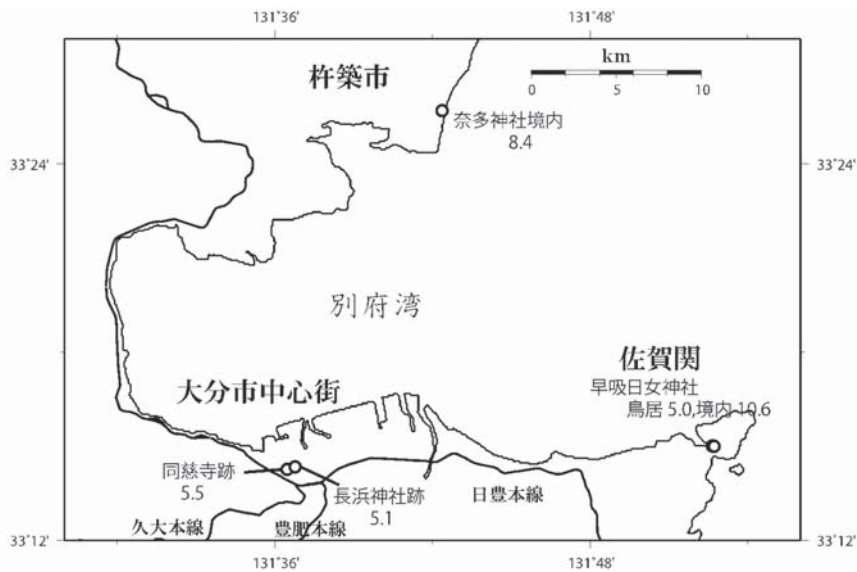 131°36'
131°48'
km
0 5 10
杵築市
奈多神社境内
8.4
33°24'
33°24'
別府湾
佐賀関
早吸日女神社
鳥居 5.0,境内 10.6
大分市中心街
同慈寺跡
5.5
長浜神社跡
5.1
日豊本線
久大本線
豊肥本線
33°12'
33°12'
131°36'
131°48'